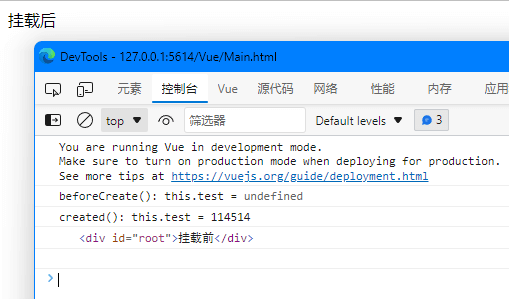 挂载后
DevTools - 127.0.0.1:5614/Vue/Main.html
元素 控制台 Vue 源代码 网络 性能 内存 应用
top 筛选器 Default levels 3
You are running Vue in development mode.
Make sure to turn on production mode when deploying for production.
See more tips at https://vuejs.org/guide/deployment.html
beforeCreate(): this.test = undefined
created(): this.test = 114514
<div id="root">挂载前</div>